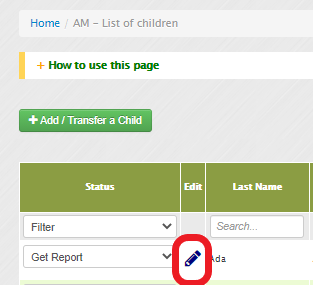 Home / AM - List of children
+ How to use this page
+ Add / Transfer a Child
Status Edit Last Name
Filter Search...
Get Report Ada